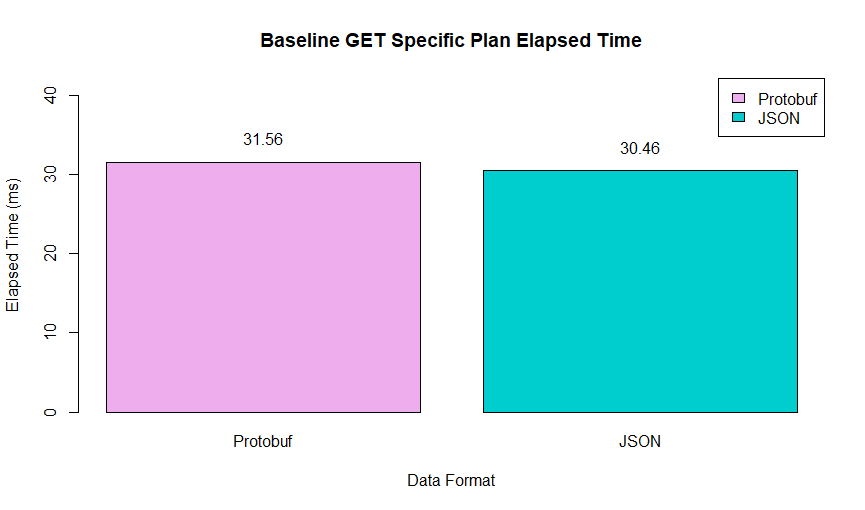 Baseline GET Specific Plan Elapsed Time
Protobuf
JSON
Elapsed Time (ms)
40
30
20
10
0
31.56
30.46
Protobuf
JSON
Data Format